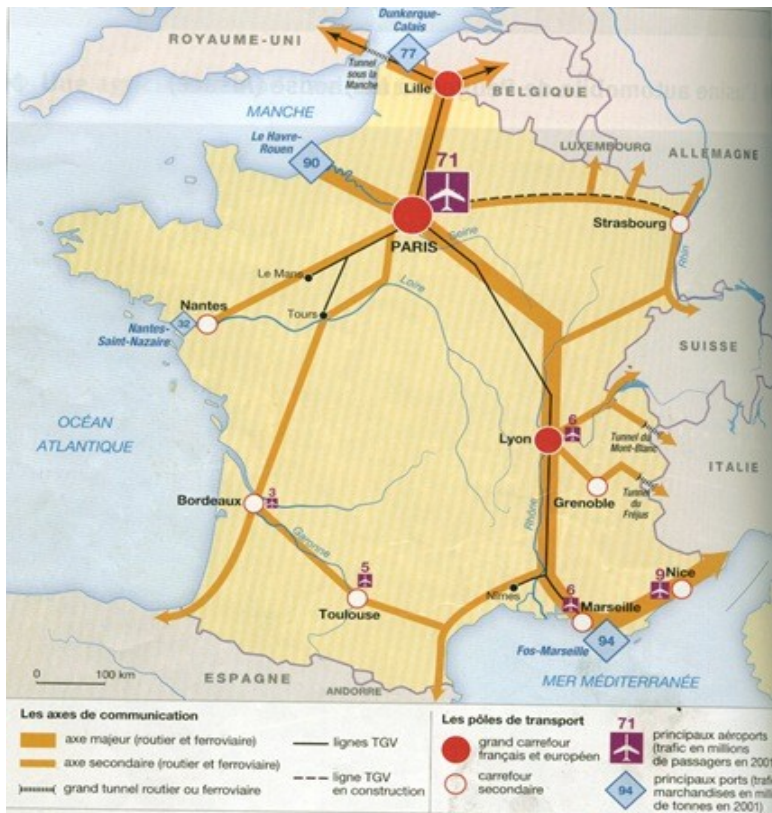 Dunkerque-
Calais
ROYAUME-UNI
77
Tunnel
sous la
Manche
Lille
BELGIQUE
MANCHE
Le Havre-
Rouen
90
71
LUXEMBOURG
ALLEMAGNE
PARIS
Seine
Strasbourg
Rhin
Le Mans
Loire
Nantes
Tours
32
Nantes-
Saint-Nazaire
SUISSE
OCÉAN
ATLANTIQUE
6
Lyon
Tunnel du
Mont-Blanc
ITALIE
Grenoble
Tunnel
du
Fréjus
Rhône
3
Bordeaux
Garonne
5
Toulouse
Nîmes
6
Marseille
9
Nice
Fos-Marseille
94
0 100 km
ESPAGNE
ANDORRE
MER MÉDITERRANÉE
Les axes de communication
axe majeur (routier et ferroviaire)
axe secondaire (routier et ferroviaire)
grand tunnel routier ou ferroviaire
lignes TGV
ligne TGV
en construction
Les pôles de transport
grand carrefour
français et européen
carrefour
secondaire
71
principaux aéroports
(trafic en millions
de passagers en 2001
94
principaux ports (trafi
marchandises en mil
de tonnes en 2001)